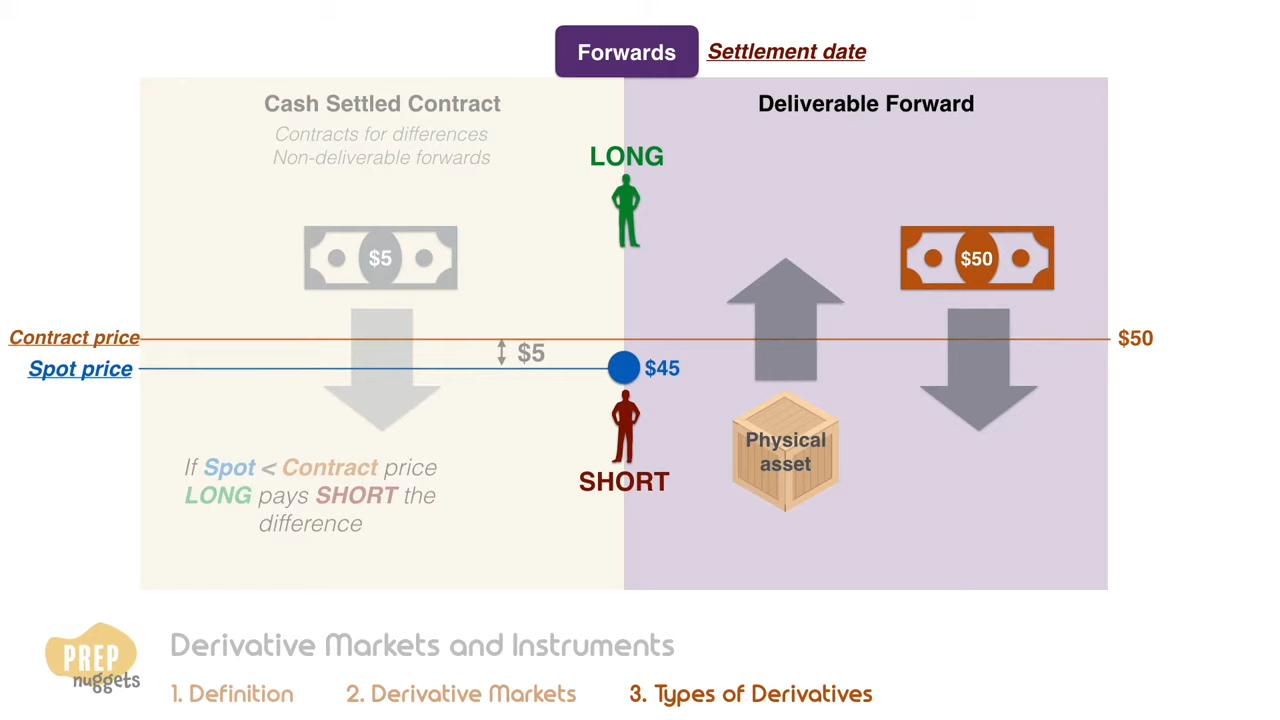 Forwards
Settlement date
Cash Settled Contract
Contracts for differences
Non-deliverable forwards
Deliverable Forward
LONG
$5
$50
Contract price
$50
$5
Spot price
$45
Physical
asset
If Spot < Contract price
LONG pays SHORT the
difference
SHORT
PREP
nuggets
Derivative Markets and Instruments
1. Definition
2. Derivative Markets
3. Types of Derivatives